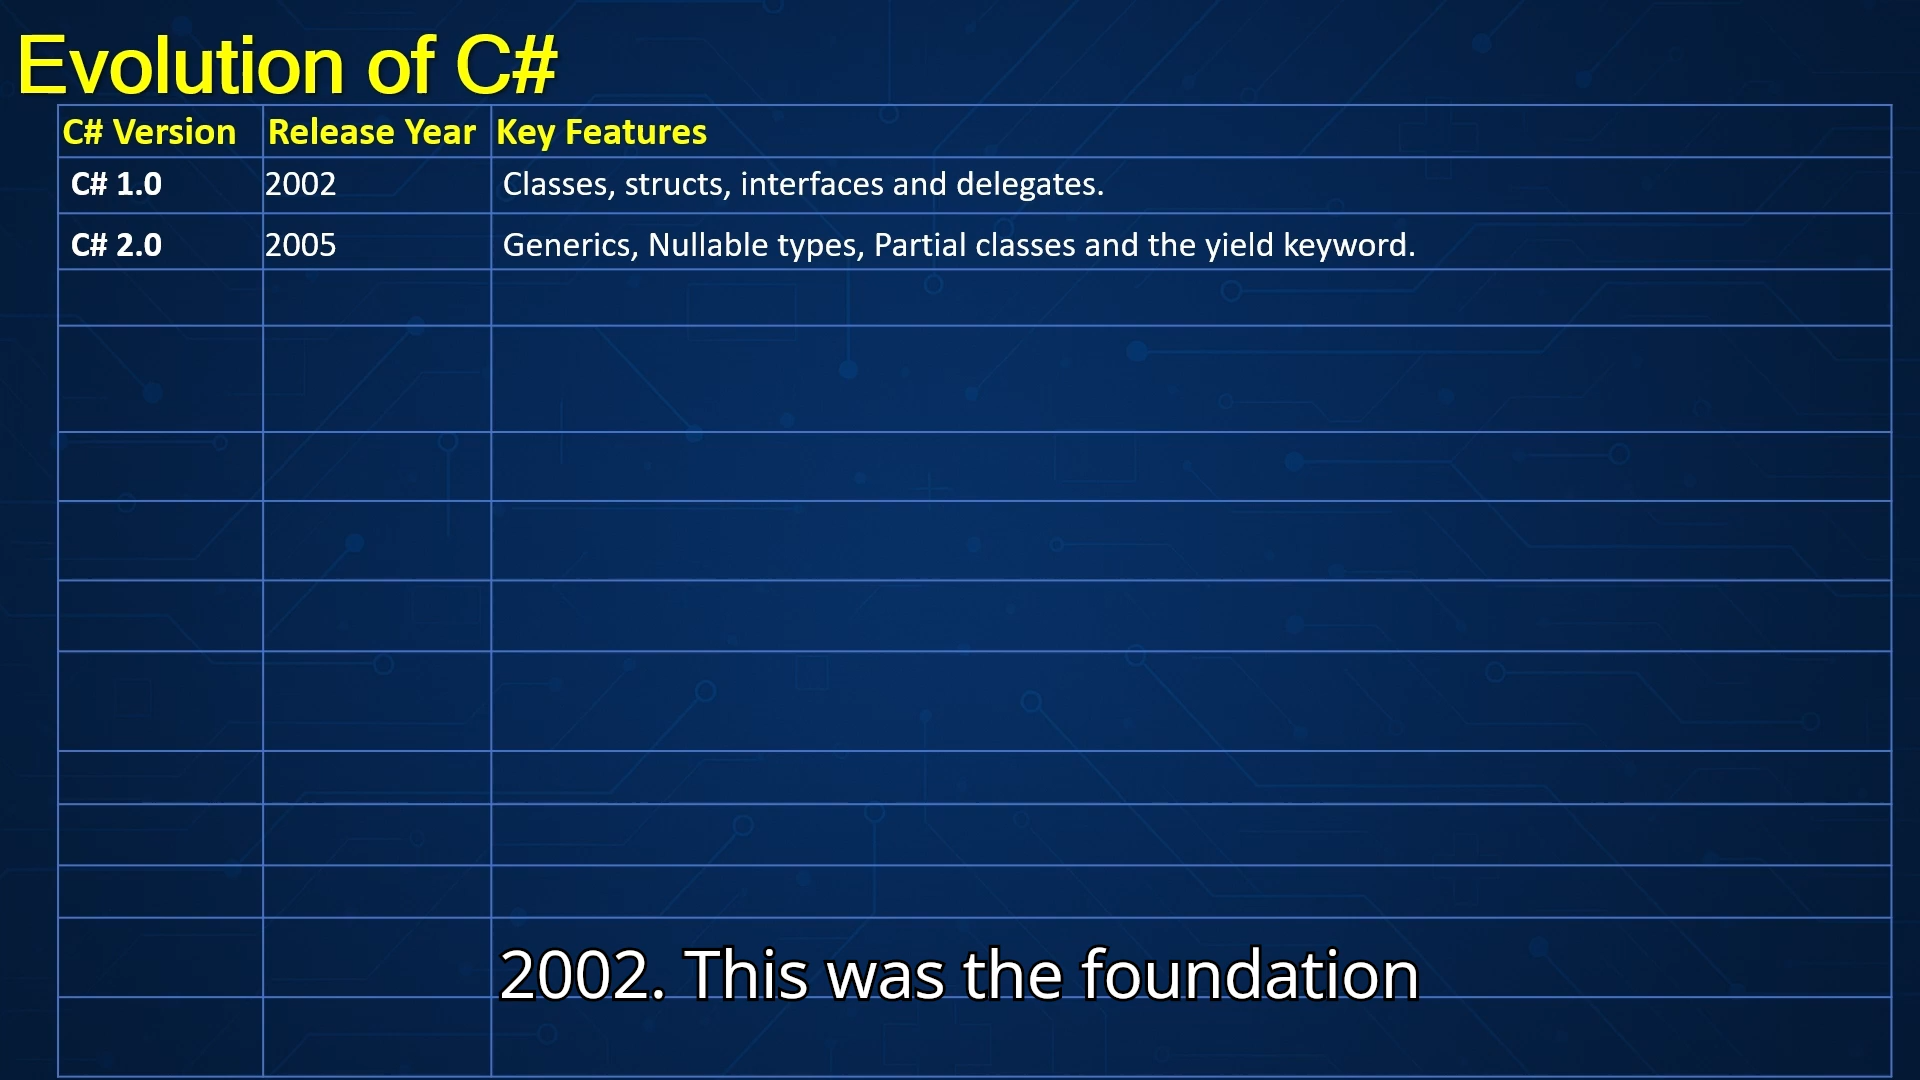 Evolution of C#
C# Version Release Year Key Features
C# 1.0 2002 Classes, structs, interfaces and delegates.
C# 2.0 2005 Generics, Nullable types, Partial classes and the yield keyword.
2002. This was the foundation